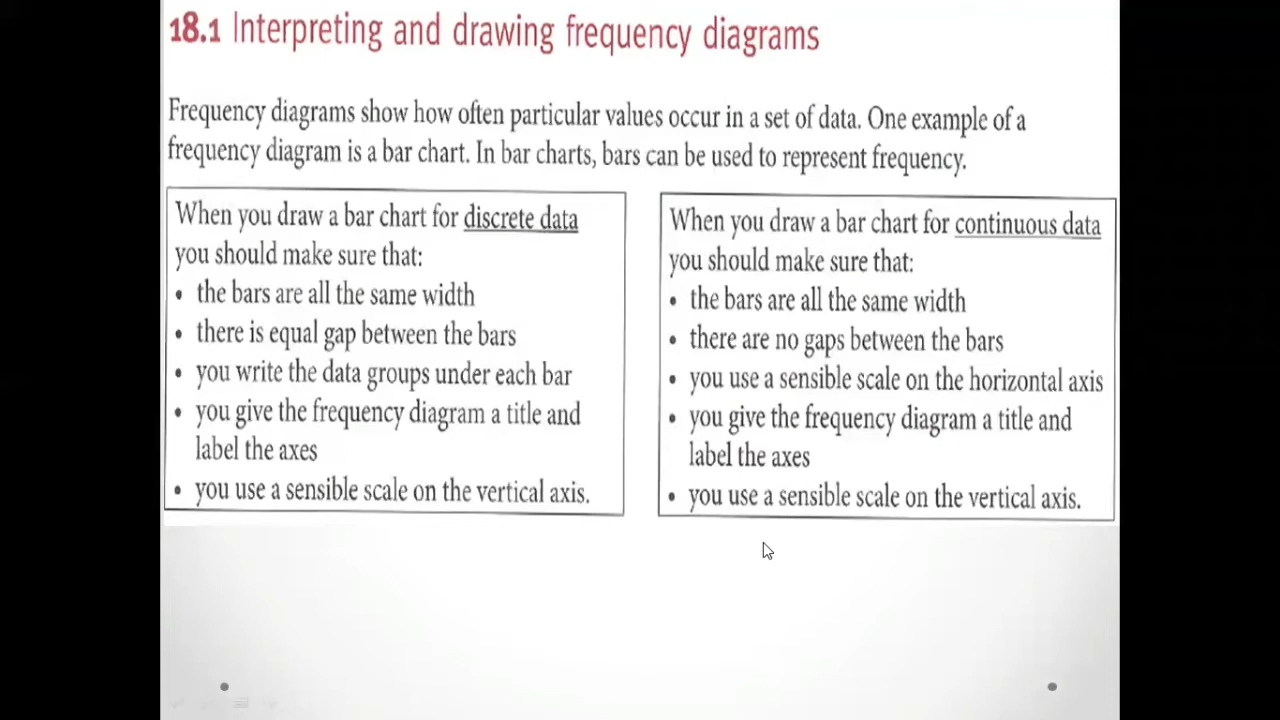 18.1 Interpreting and drawing frequency diagrams
Frequency diagrams show how often particular values occur in a set of data. One example of a
frequency diagram is a bar chart. In bar charts, bars can be used to represent frequency.
When you draw a bar chart for discrete data
you should make sure that:
• the bars are all the same width
• there is equal gap between the bars
• you write the data groups under each bar
• you give the frequency diagram a title and
label the axes
• you use a sensible scale on the vertical axis.
When you draw a bar chart for continuous data
you should make sure that:
• the bars are all the same width
• there are no gaps between the bars
• you use a sensible scale on the horizontal axis
• you give the frequency diagram a title and
label the axes
• you use a sensible scale on the vertical axis.